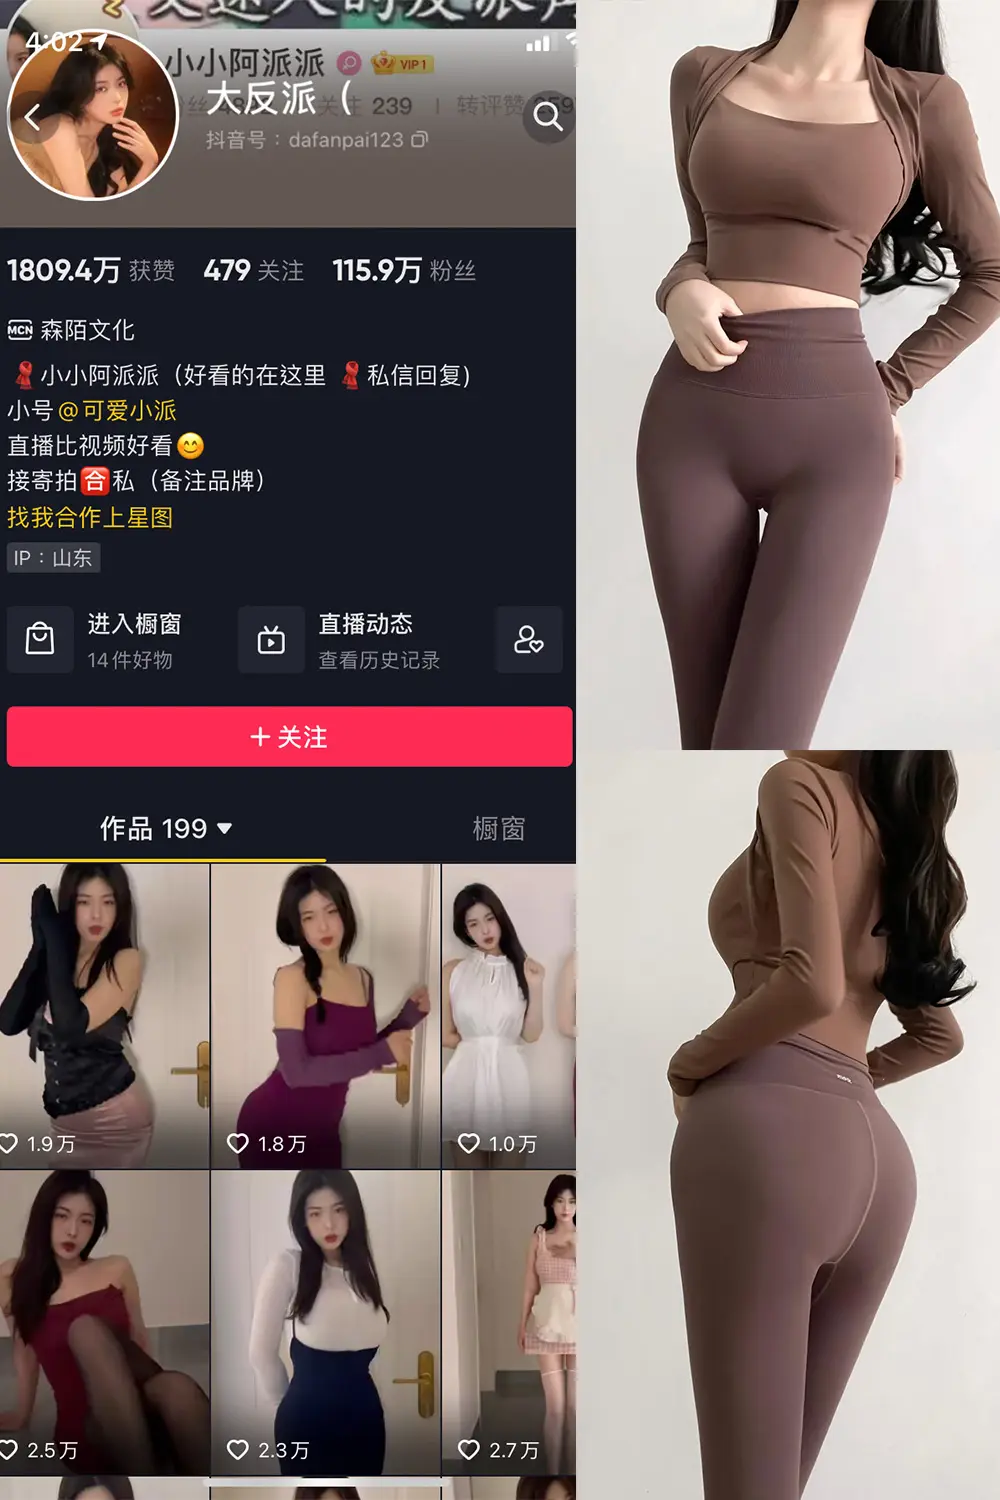 4:02
小小阿派派
VIP1
大反派（
关注 239 | 转评赞
抖音号：dafanpai123
1809.4万 获赞 479 关注 115.9万 粉丝
MCN 森陌文化
小小阿派派（好看的在这里 私信回复)
小号@可爱小派
直播比视频好看
接寄拍合私（备注品牌）
找我合作上星图
IP：山东
进入橱窗
14件好物
直播动态
查看历史记录
+ 关注
作品 199
橱窗
1.9万
1.8万
1.0万
2.5万
2.3万
2.7万